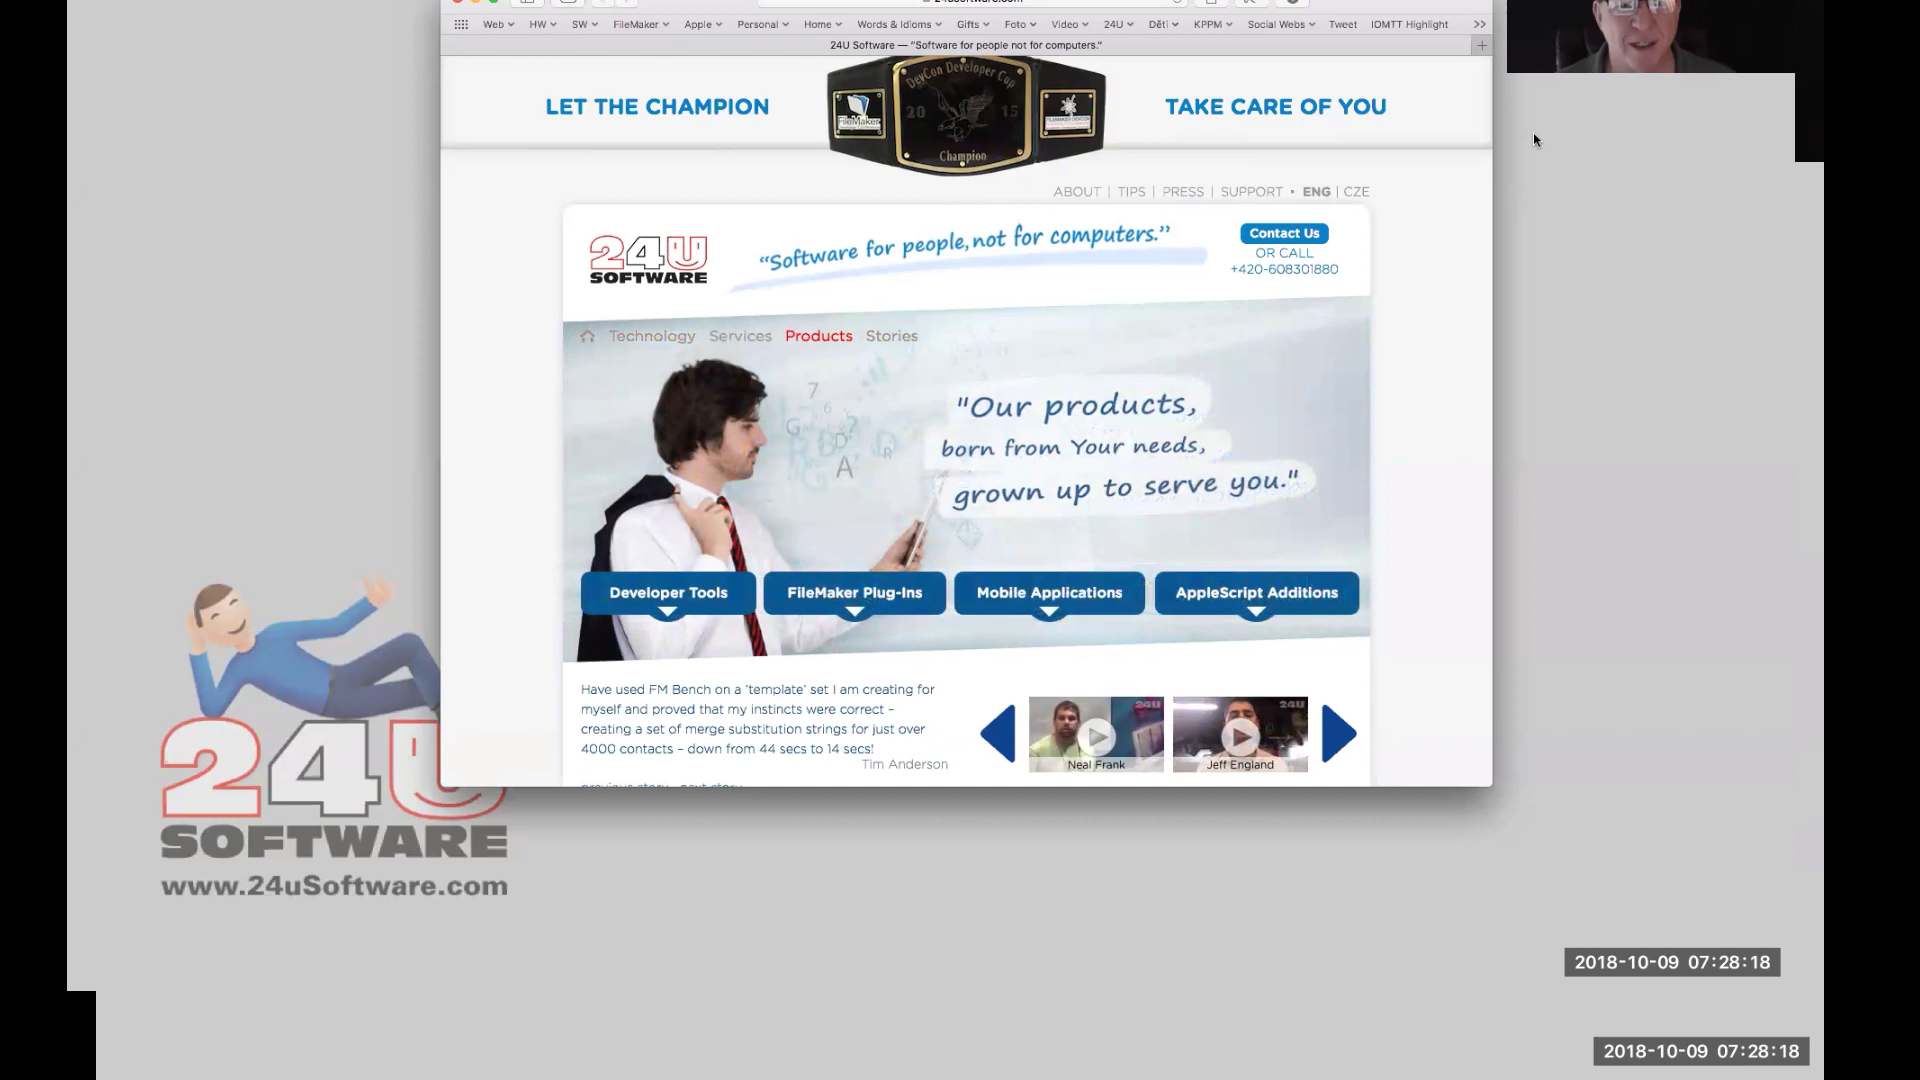 24usoftware.com
Web HW SW FileMaker Apple Personal Home Words & Idioms Gifts Foto Video 24U Děti KPPM Social Webs Tweet IDMTT Highlight >>
24U Software — "Software for people not for computers."
LET THE CHAMPION
DevCon Developer Cup
FileMaker
20 15
Champion
TAKE CARE OF YOU
ABOUT | TIPS | PRESS | SUPPORT • ENG | CZE
24U
SOFTWARE
“Software for people, not for computers.”
Contact Us
OR CALL
+420-608301880
Technology Services Products Stories
"Our products,
born from Your needs,
grown up to serve you."
Developer Tools FileMaker Plug-Ins Mobile Applications AppleScript Additions
Have used FM Bench on a 'template' set I am creating for
myself and proved that my instincts were correct –
creating a set of merge substitution strings for just over
4000 contacts – down from 44 secs to 14 secs!
Tim Anderson
24U
Neal Frank
24U
Jeff England
24U
SOFTWARE
www.24uSoftware.com
2018-10-09 07:28:18
2018-10-09 07:28:18